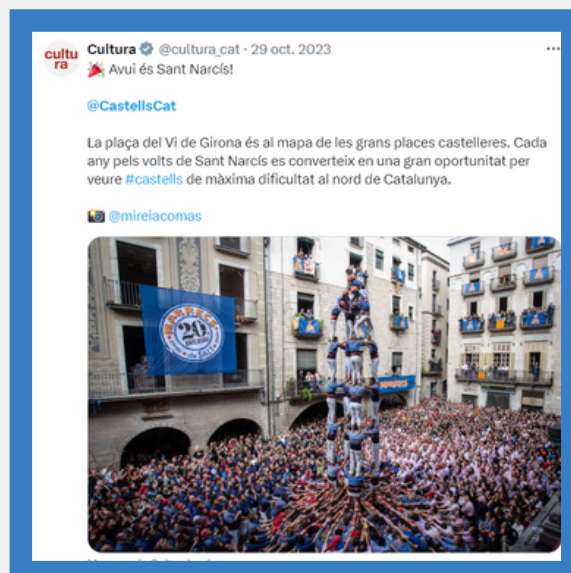 cultu
ra
Cultura @cultura_cat · 29 oct. 2023
Avui és Sant Narcís!
@CastellsCat
La plaça del Vi de Girona és al mapa de les grans places castelleres. Cada
any pels volts de Sant Narcís es converteix en una gran oportunitat per
veure #castells de màxima dificultat al nord de Catalunya.
@mireiacomas
MARRECS
20
SALT